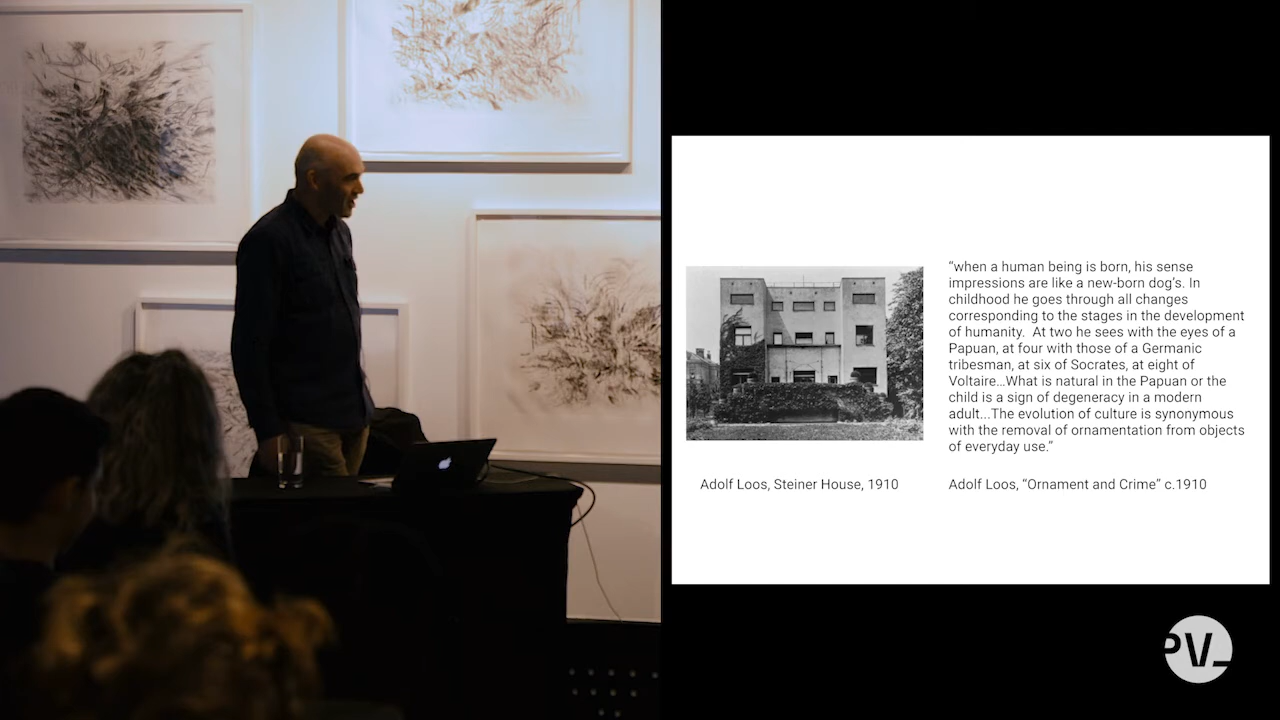 “when a human being is born, his sense
impressions are like a new-born dog’s. In
childhood he goes through all changes
corresponding to the stages in the development
of humanity.  At two he sees with the eyes of a
Papuan, at four with those of a Germanic
tribesman, at six of Socrates, at eight of
Voltaire...What is natural in the Papuan or the
child is a sign of degeneracy in a modern
adult...The evolution of culture is synonymous
with the removal of ornamentation from objects
of everyday use.”
Adolf Loos, Steiner House, 1910
Adolf Loos, “Ornament and Crime” c.1910
PV_